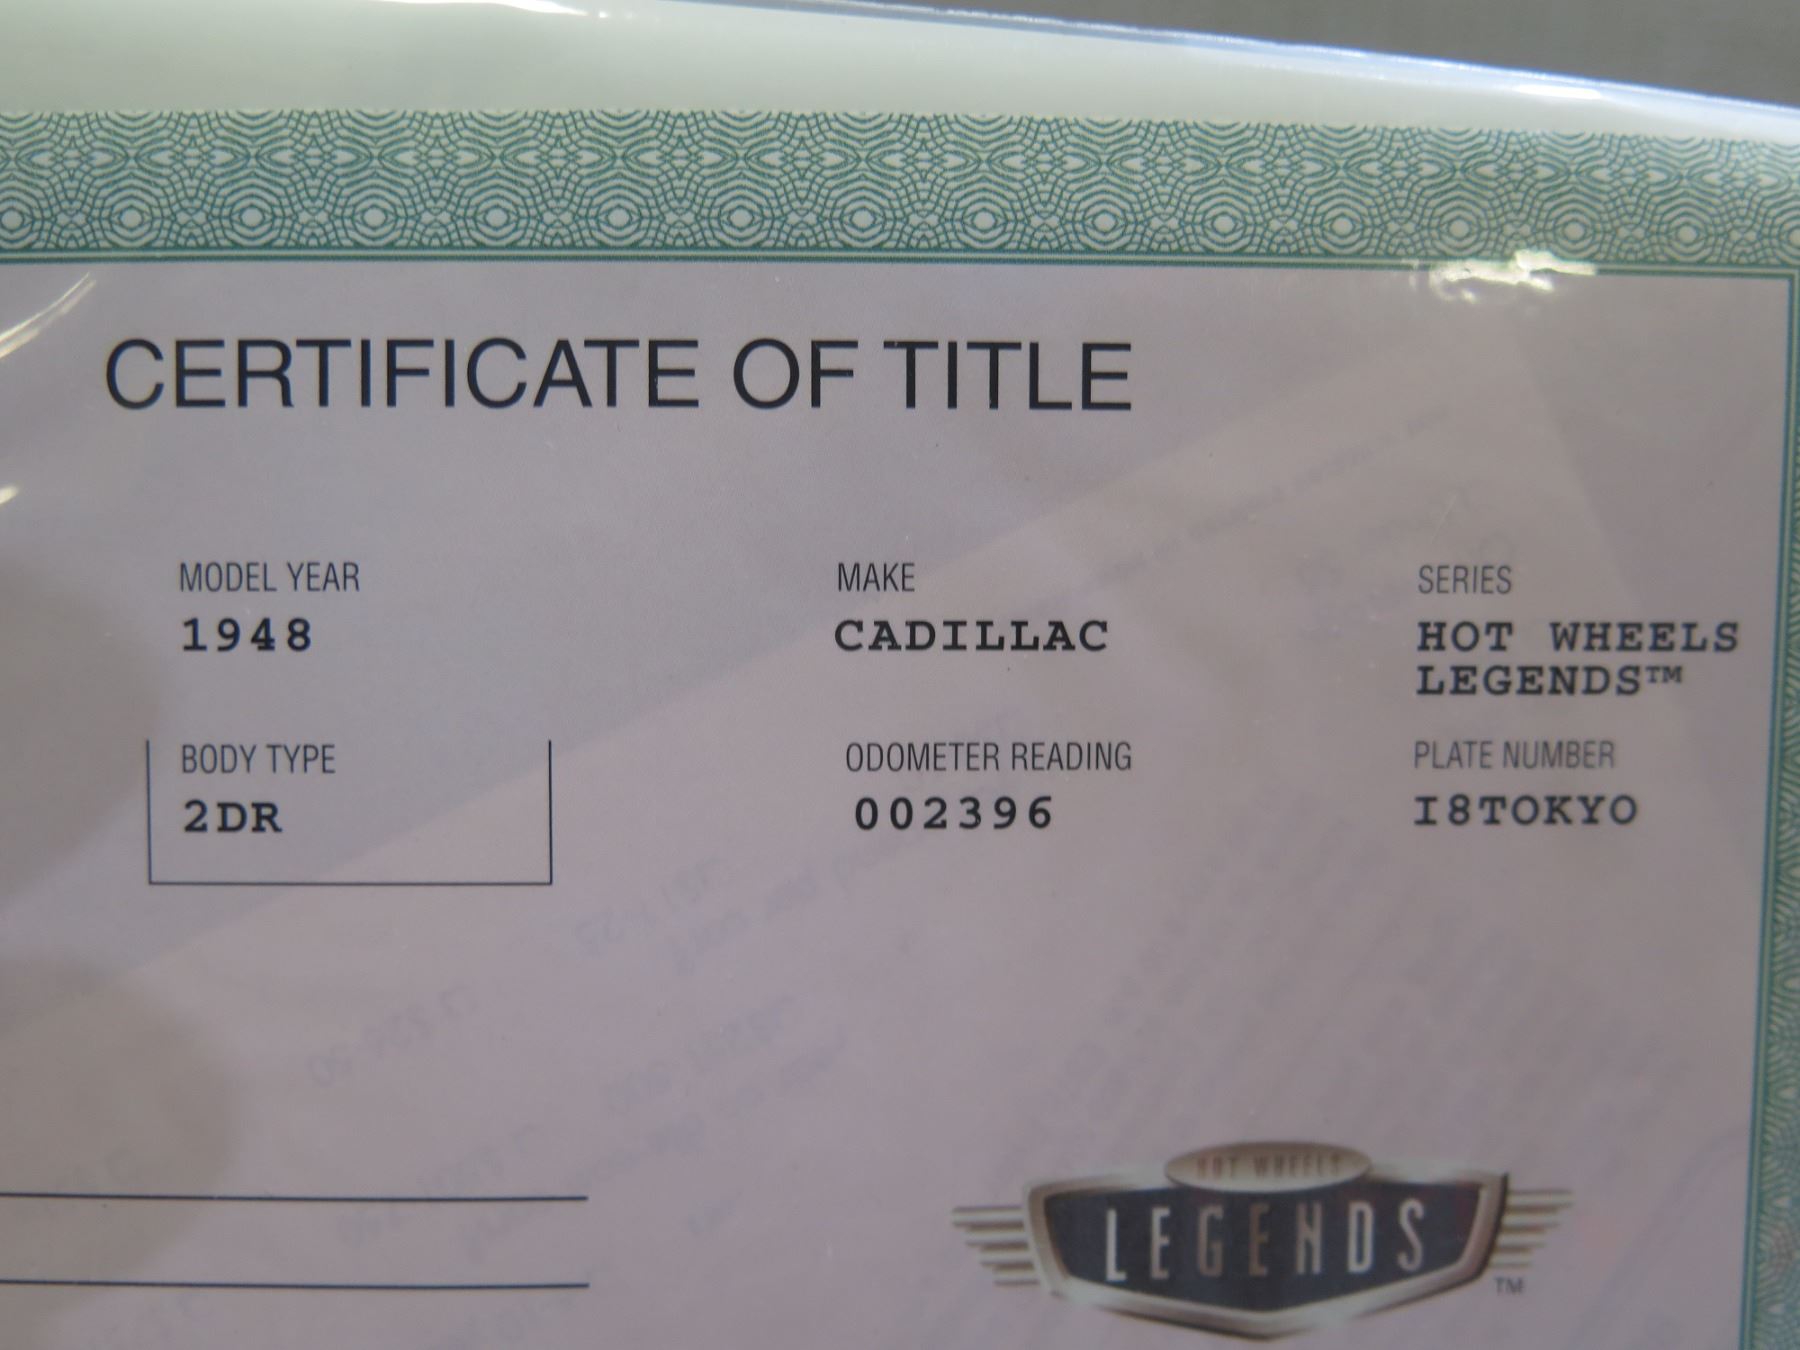 CERTIFICATE OF TITLE
MODEL YEAR
1948
MAKE
CADILLAC
SERIES
HOT WHEELS
LEGENDS™
BODY TYPE
2DR
ODOMETER READING
002396
PLATE NUMBER
I8TOKYO
HOT WHEELS
LEGENDS
TM